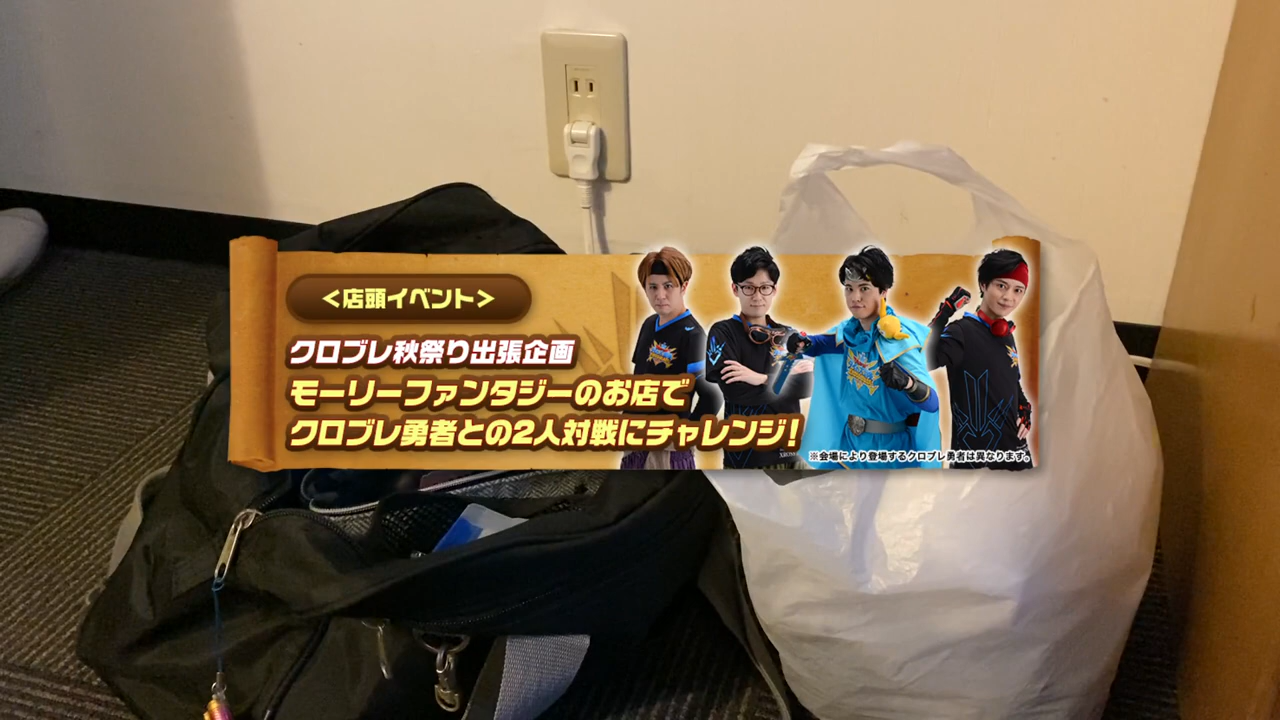 <店頭イベント>
クロブレ秋祭り出張企画
モーリーファンタジーのお店で
クロブレ勇者との2人対戦にチャレンジ!
※会場により登場するクロブレ勇者は異なります。